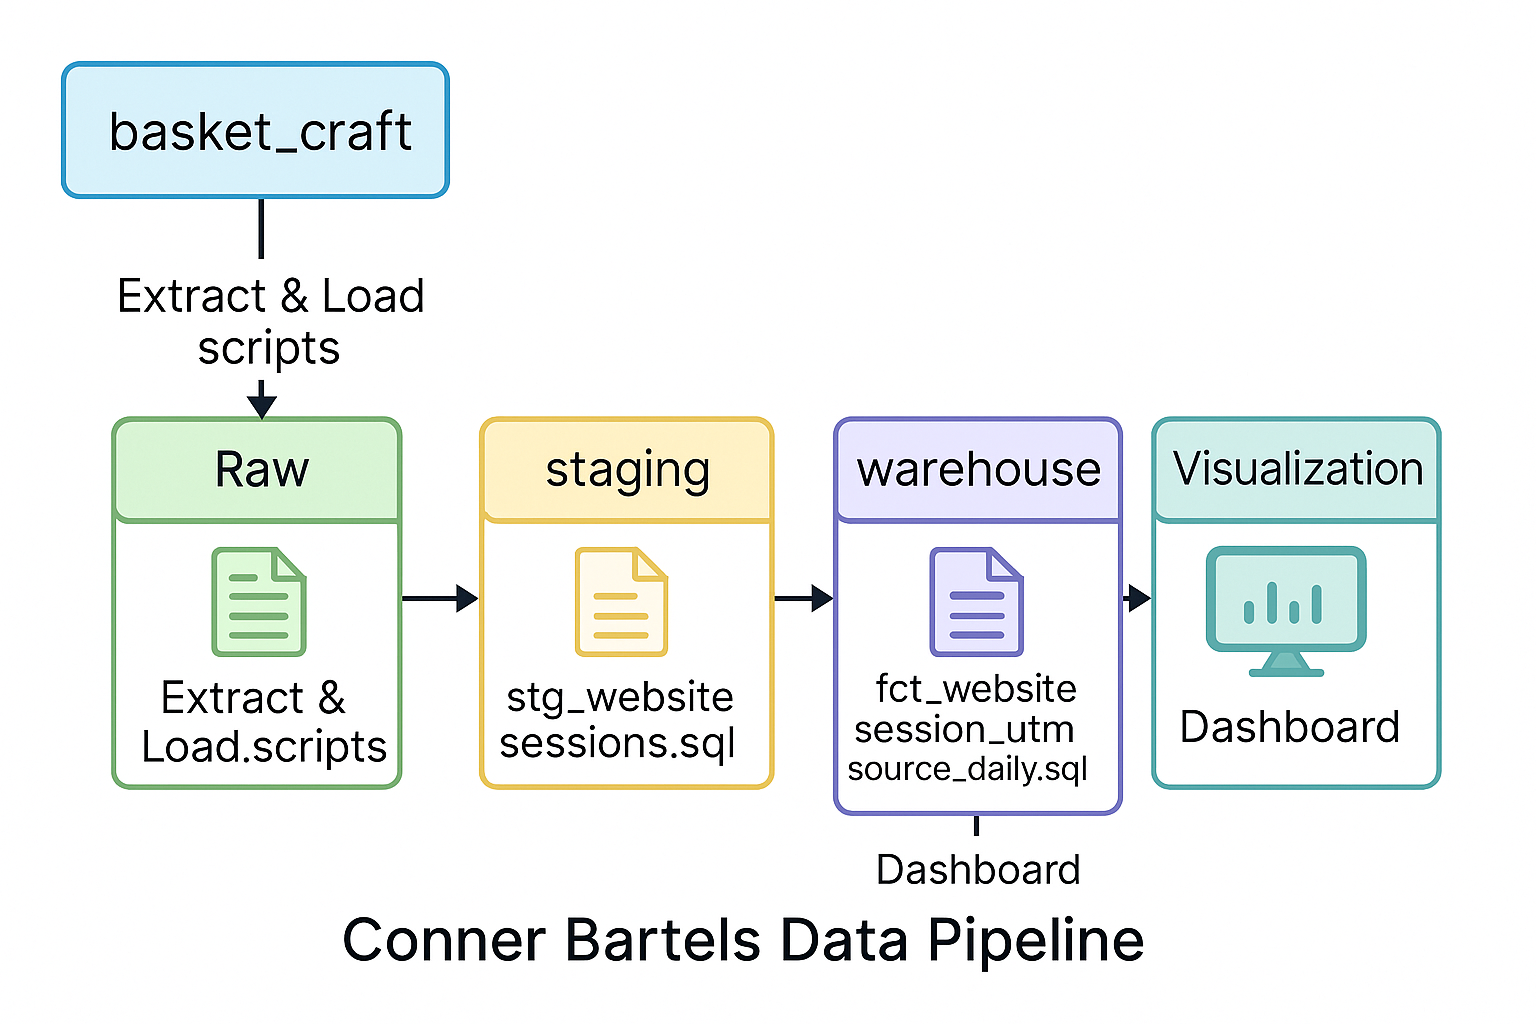 basket_craft
Extract & Load
scripts
Raw
Extract &
Load.scripts
staging
stg_website
sessions.sql
warehouse
fct_website
session_utm
source_daily.sql
Visualization
Dashboard
Dashboard
Conner Bartels Data Pipeline